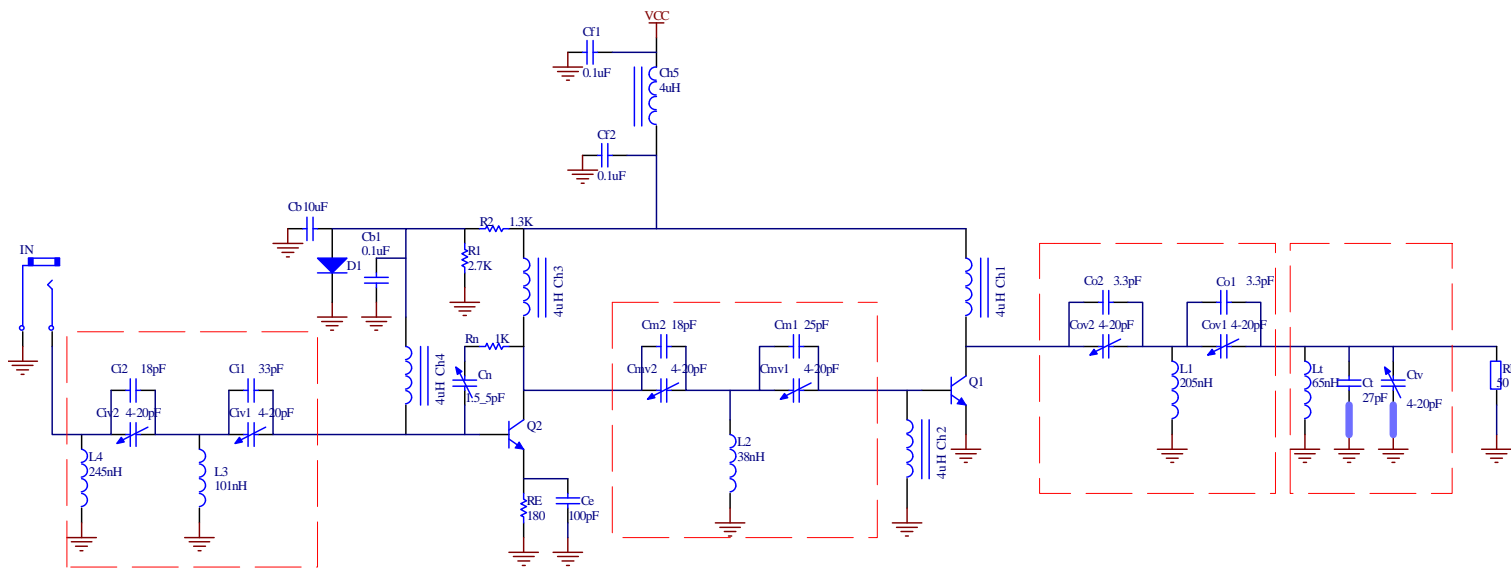 VCC
Cf1
0.1uF
Ch5
4uH
Cf2
0.1uF
Cb 10uF
Cb1
0.1uF
R2 1.3K
IN
D1
R1
2.7K
4uH Ch3
4uH Ch1
Co2 3.3pF
Co1 3.3pF
Cov2 4-20pF
Cov1 4-20pF
Cm2 18pF
Cm1 25pF
Cmv2 4-20pF
Cmv1 4-20pF
Rn 1K
4uH Ch4
Cn
1.5_5pF
Ci2 18pF
Ci1 33pF
Civ2 4-20pF
Civ1 4-20pF
Q1
Q2
L1
205nH
Lt
65nH
Ct
27pF
Ctv
4-20pF
R
50
L4
245nH
L3
101nH
L2
38nH
4uH Ch2
RE
180
Ce
100pF